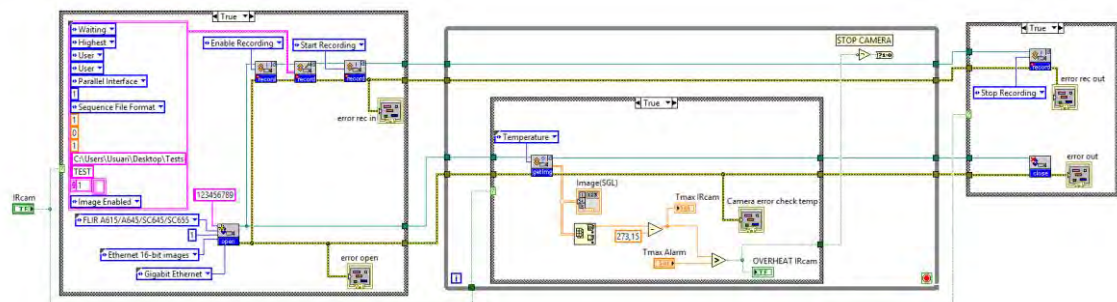 True
Waiting
Highest
User
User
Parallel Interface
1
Sequence File Format
1
0
1
C:\Users\Usuari\Desktop\Tests
TEST
1
Image Enabled
IRcam
TF
123456789
FLIR A615/A645/SC645/SC655
1
Ethernet 16-bit images
Gigabit Ethernet
open
error open
Enable Recording
Start Recording
record
record
record
error rec in
STOP CAMERA
True
Temperature
getImg
Image(SGL)
273,15
Tmax IRcam
Tmax Alarm
Camera error check temp
OVERHEAT IRcam
TF
i
True
record
Stop Recording
error rec out
close
error out